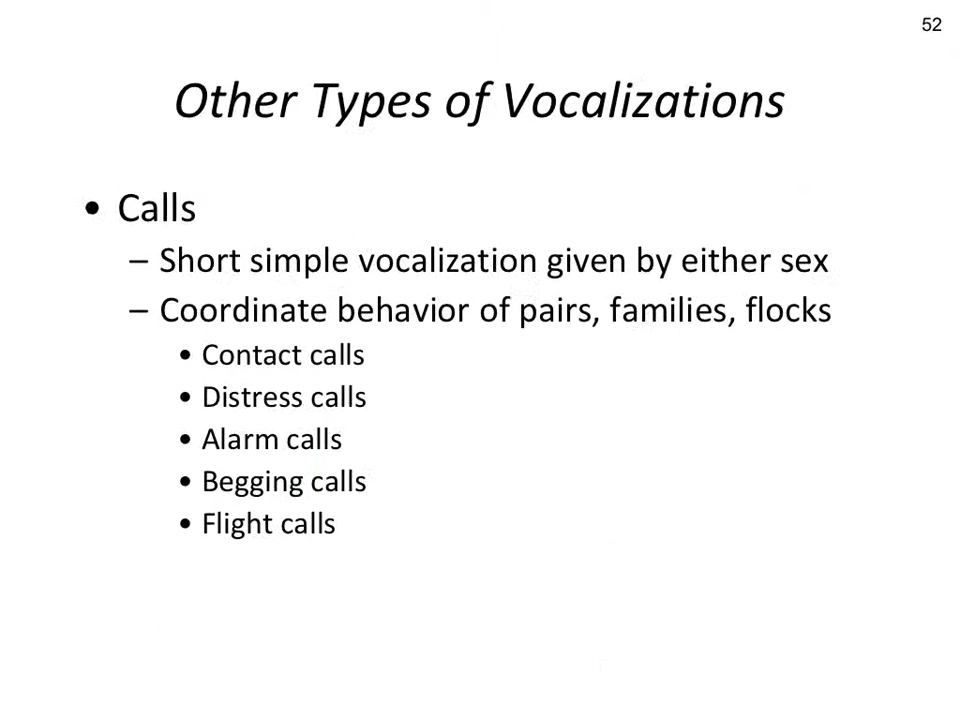 52
Other Types of Vocalizations
• Calls
– Short simple vocalization given by either sex
– Coordinate behavior of pairs, families, flocks
• Contact calls
• Distress calls
• Alarm calls
• Begging calls
• Flight calls